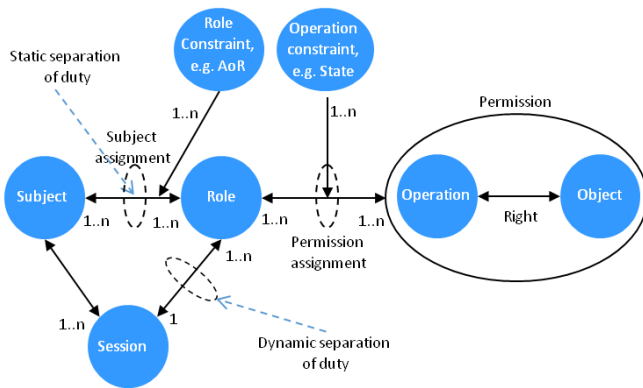 Role
Constraint,
e.g. AoR
Operation
constraint,
e.g. State
Static separation
of duty
1..n
1..n
Permission
Subject
assignment
Subject
Role
Operation
Object
1..n
1..n
1..n
1..n
Right
Permission
assignment
1..n
1..n
1
Session
Dynamic separation
of duty